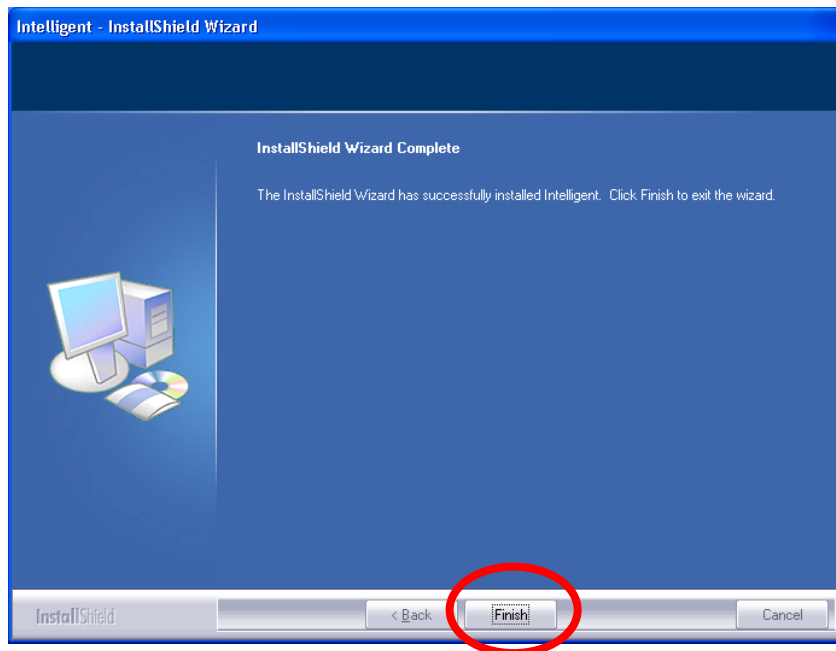 Intelligent - InstallShield Wizard
InstallShield Wizard Complete
The InstallShield Wizard has successfully installed Intelligent. Click Finish to exit the wizard.
InstallShield
< Back
Finish
Cancel